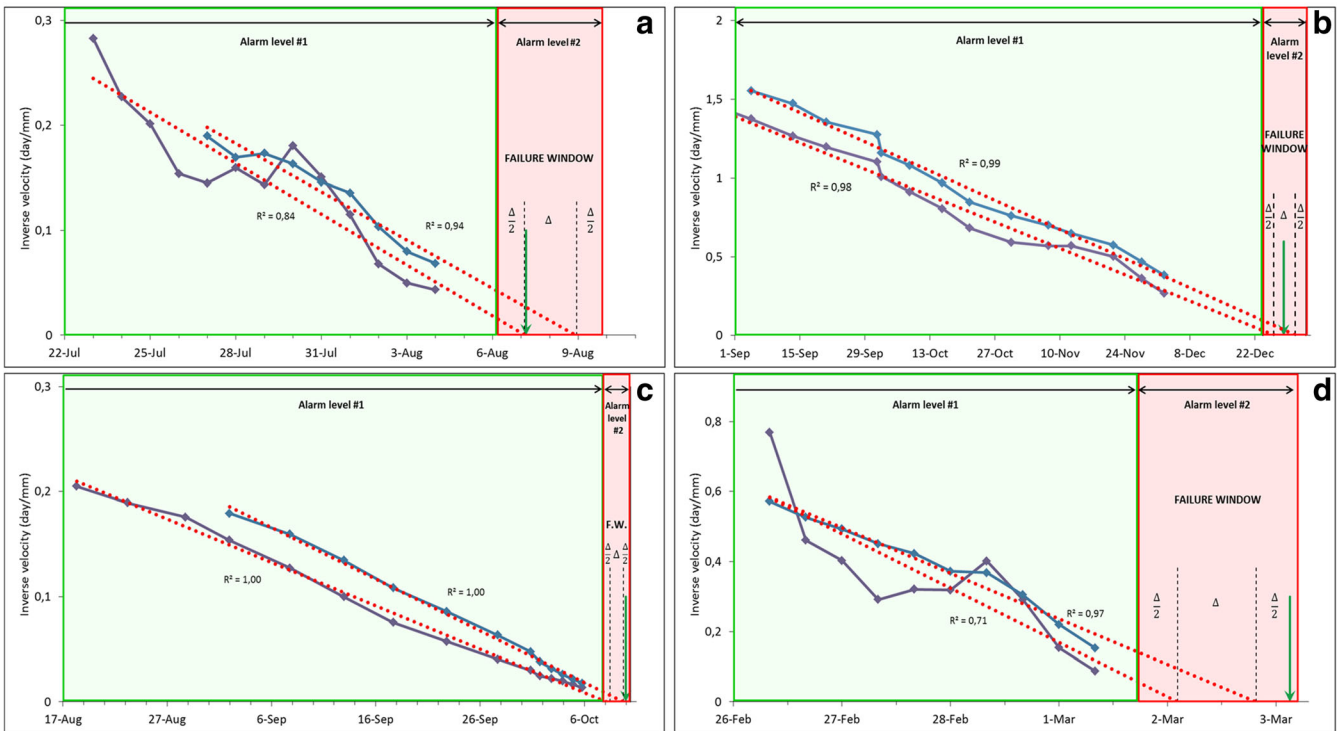 a
Alarm level #1
Alarm level #2
Inverse velocity (day/mm)
0,3
0,2
0,1
0
FAILURE WINDOW
Δ/2
Δ
Δ/2
R² = 0,84
R² = 0,94
22-Jul
25-Jul
28-Jul
31-Jul
3-Aug
6-Aug
9-Aug
b
Alarm level #1
Alarm
level #2
Inverse velocity (day/mm)
2
1,5
1
0,5
0
FAILURE
WINDOW
Δ/2
Δ
Δ/2
R² = 0,99
R² = 0,98
1-Sep
15-Sep
29-Sep
13-Oct
27-Oct
10-Nov
24-Nov
8-Dec
22-Dec
c
Alarm level #1
Alarm
level
#2
Inverse velocity (day/mm)
0,3
0,2
0,1
0
F.W.
Δ/2
Δ
Δ/2
R² = 1,00
R² = 1,00
17-Aug
27-Aug
6-Sep
16-Sep
26-Sep
6-Oct
d
Alarm level #1
Alarm level #2
Inverse velocity (day/mm)
0,8
0,6
0,4
0,2
0
FAILURE WINDOW
Δ/2
Δ
Δ/2
R² = 0,97
R² = 0,71
26-Feb
27-Feb
28-Feb
1-Mar
2-Mar
3-Mar